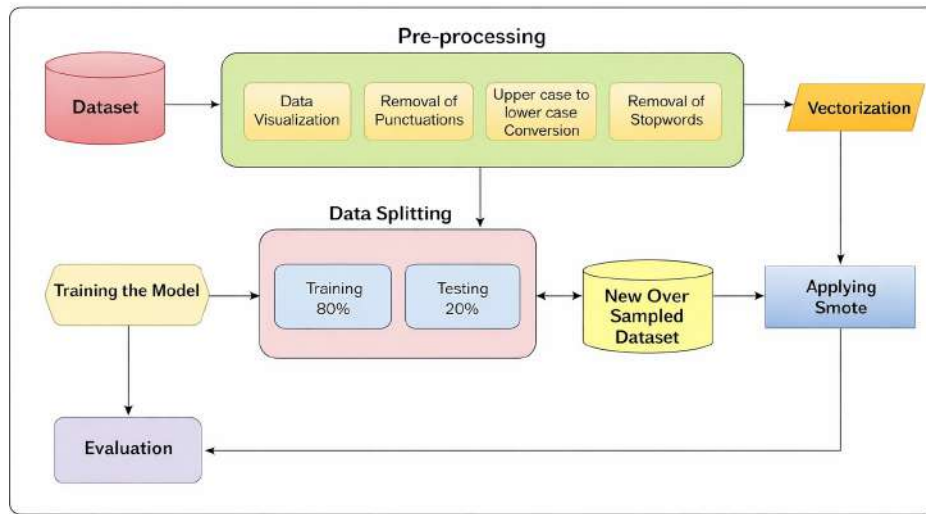 Pre-processing
Dataset
Data
Visualization
Removal of
Punctuations
Upper case to
lower case
Conversion
Removal of
Stopwords
Vectorization
Data Splitting
Training the Model
Training
80%
Testing
20%
New Over
Sampled
Dataset
Applying
Smote
Evaluation